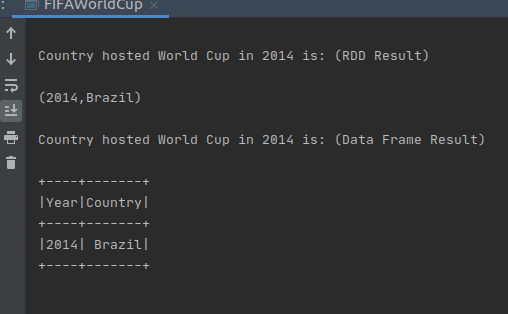 : FIFAWorldCup ×
Country hosted World Cup in 2014 is: (RDD Result)
(2014,Brazil)
Country hosted World Cup in 2014 is: (Data Frame Result)
+----+-------+
|Year|Country|
+----+-------+
|2014| Brazil|
+----+-------+